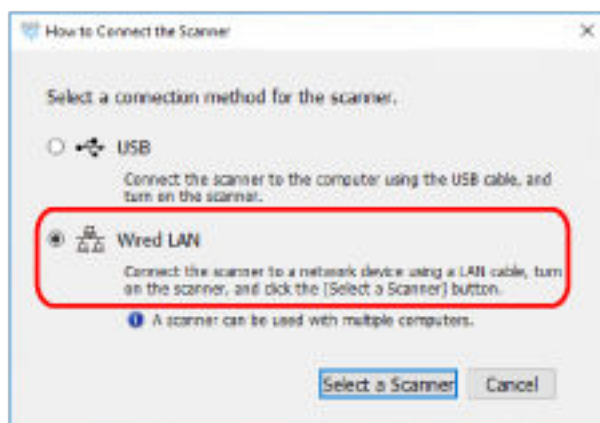 How to Connect the Scanner
Select a connection method for the scanner.
USB
Connect the scanner to the computer using the USB cable, and
turn on the scanner.
Wired LAN
Connect the scanner to a network device using a LAN cable, turn
on the scanner, and click the [Select a Scanner] button.
A scanner can be used with multiple computers.
Select a Scanner Cancel